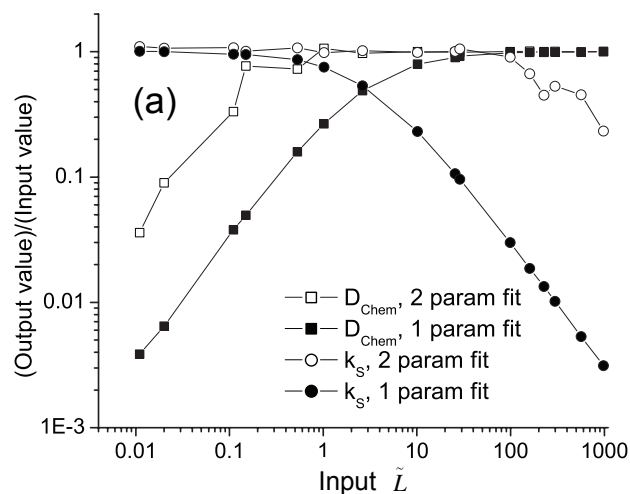 (a)
(Output value)/(Input value)
1
0.1
0.01
1E-3
D_Chem, 2 param fit
D_Chem, 1 param fit
k_S, 2 param fit
k_S, 1 param fit
0.01 0.1 1 10 100 1000
Input L̃